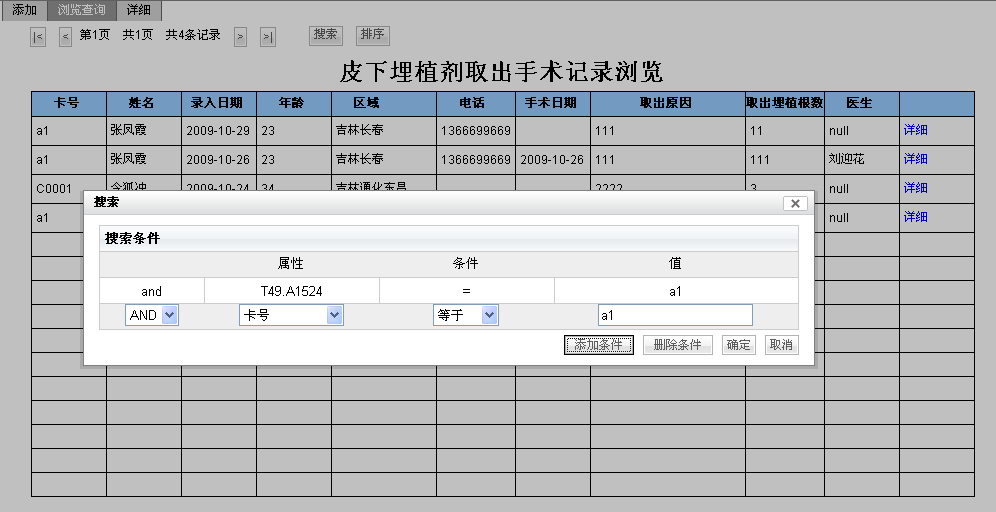 添加 浏览查询 详细
|< < 第1页 共1页 共4条记录 > >| 搜索 排序
皮下埋植剂取出手术记录浏览
卡号 姓名 录入日期 年龄 区域 电话 手术日期 取出原因 取出埋植根数 医生
a1 张凤霞 2009-10-29 23 吉林长春 1366699669 111 11 null 详细
a1 张凤霞 2009-10-26 23 吉林长春 1366699669 2009-10-26 111 111 刘迎花 详细
C0001 令狐冲 2009-10-24 34 吉林通化东昌 2222 3 null 详细
a1 null 详细
搜索
搜索条件
属性 条件 值
and T49.A1524 = a1
AND 卡号 等于 a1
添加条件 删除条件 确定 取消